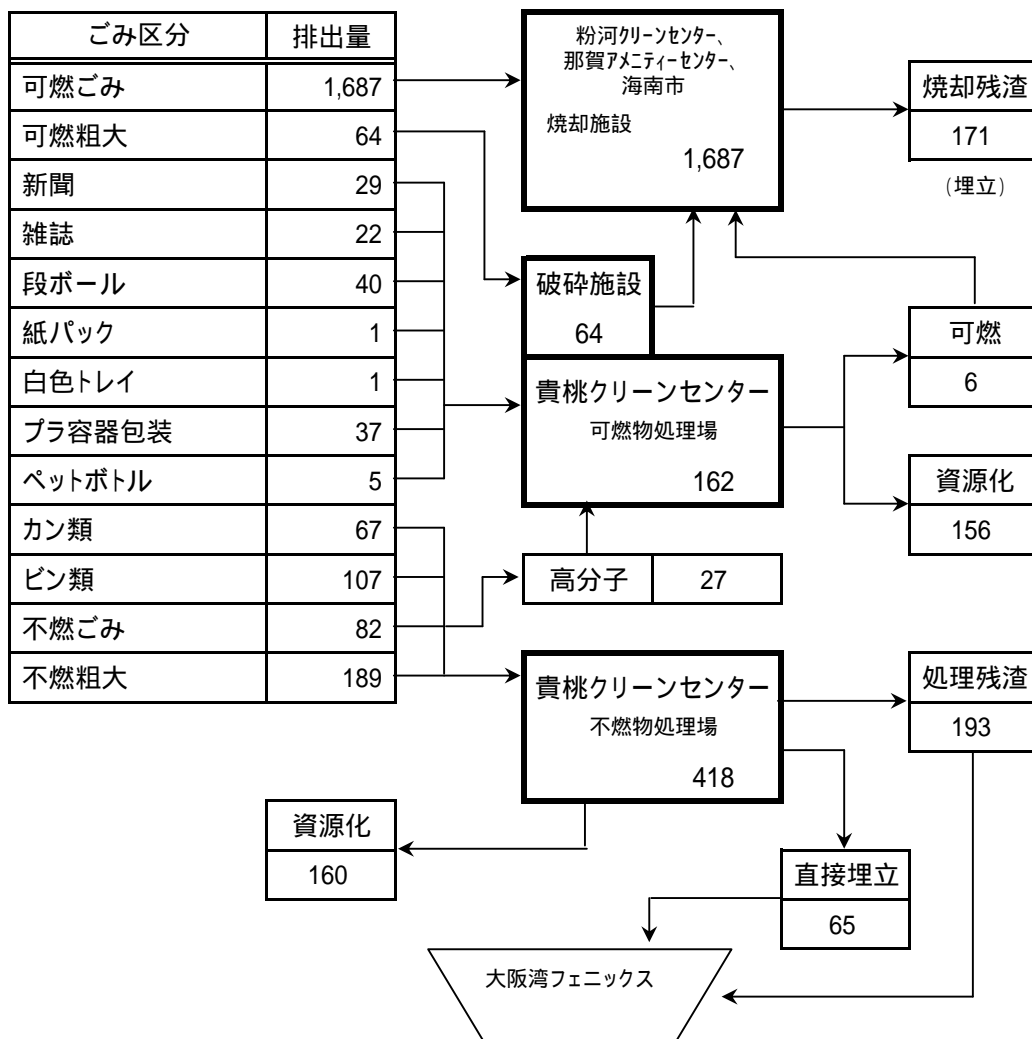 ごみ区分 排出量
可燃ごみ 1,687
可燃粗大 64
新聞 29
雑誌 22
段ボール 40
紙パック 1
白色トレイ 1
プラ容器包装 37
ペットボトル 5
カン類 67
ビン類 107
不燃ごみ 82
不燃粗大 189
粉河クリーンセンター、
那賀アメニティーセンター、
海南市
焼却施設
1,687
焼却残渣
171
(埋立)
破砕施設
64
貴桃クリーンセンター
可燃物処理場
162
可燃
6
資源化
156
高分子 27
貴桃クリーンセンター
不燃物処理場
418
処理残渣
193
資源化
160
直接埋立
65
大阪湾フェニックス